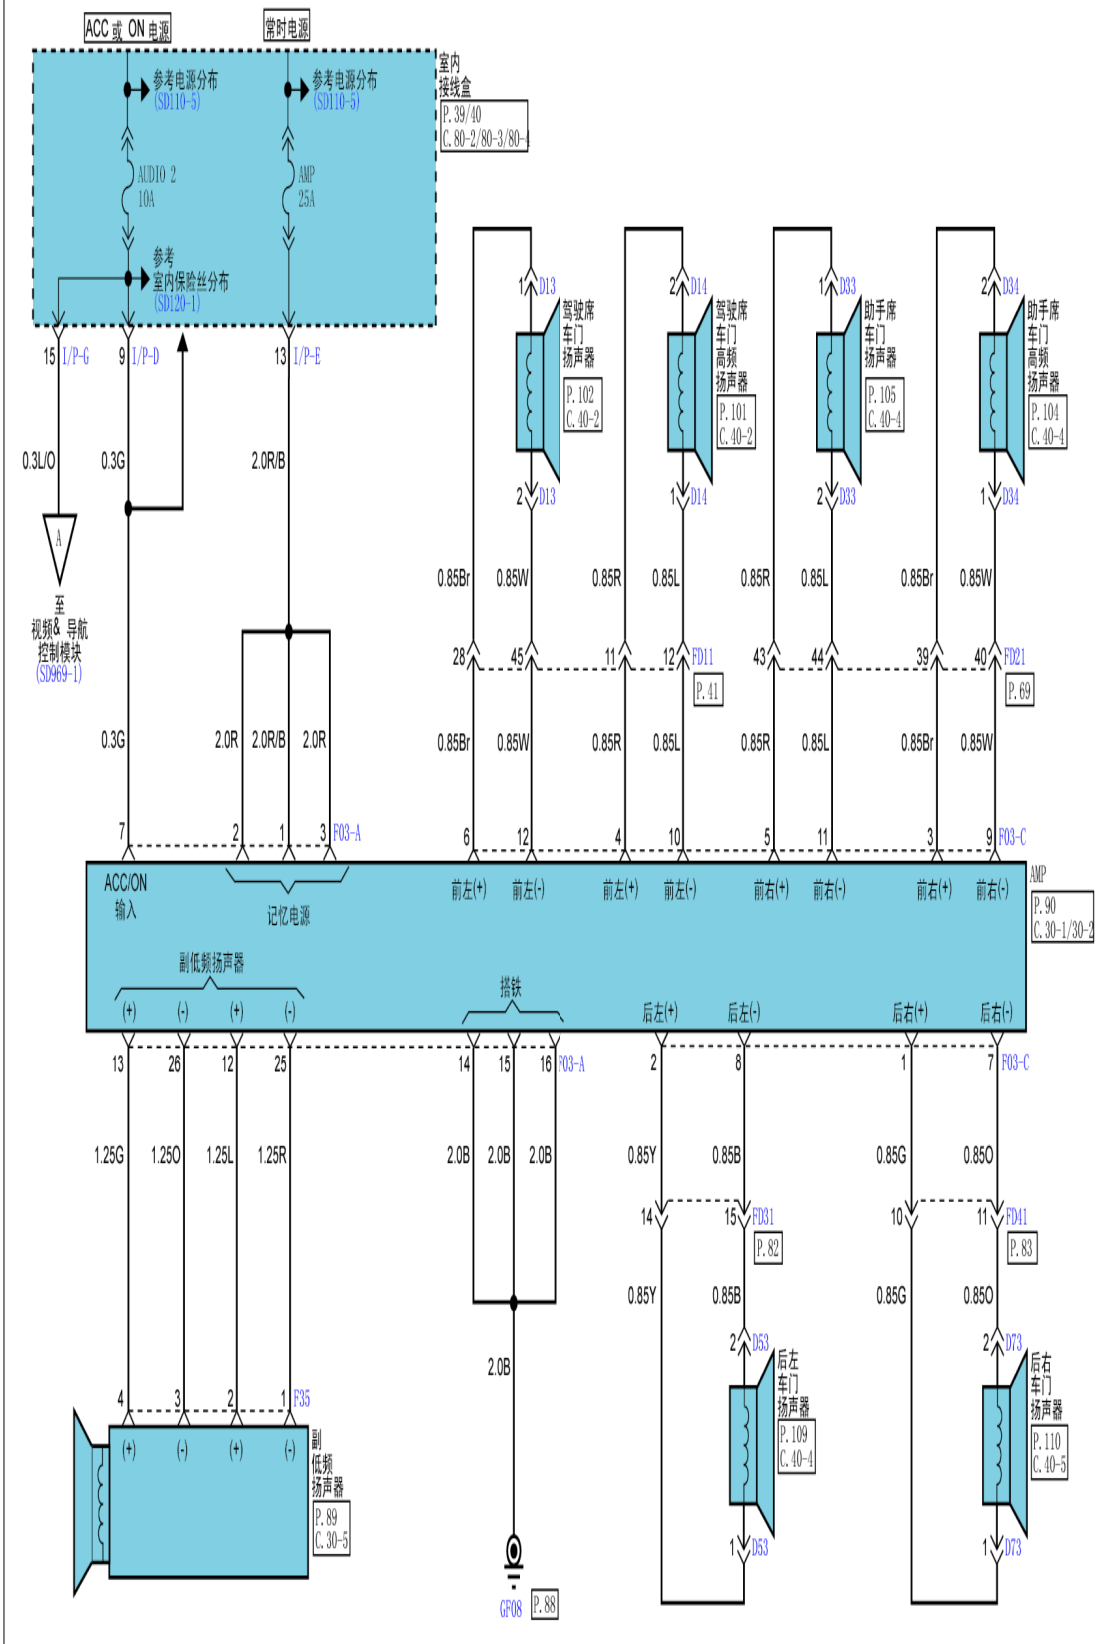 ACC 或 ON 电源
常时电源
参考电源分布
(SD110-5)
参考电源分布
(SD110-5)
室内
接线盒
P.39/40
C.80-2/80-3/80-4
AUDIO 2
10A
AMP
25A
参考
室内保险丝分布
(SD120-1)
15 I/P-G
9 I/P-D
13 I/P-E
1 D13
2 D14
1 D33
2 D34
驾驶席
车门
扬声器
P.102
C.40-2
驾驶席
车门
高频
扬声器
P.101
C.40-2
助手席
车门
扬声器
P.105
C.40-4
助手席
车门
高频
扬声器
P.104
C.40-4
2 D13
1 D14
2 D33
1 D34
0.3L/O
0.3G
2.0R/B
A
至
视频& 导航
控制模块
(SD969-1)
0.85Br
0.85W
0.85R
0.85L
0.85R
0.85L
0.85Br
0.85W
28
45
11
12 FD11
43
44
39
40 FD21
P.41
P.69
0.3G
2.0R
2.0R/B
2.0R
0.85Br
0.85W
0.85R
0.85L
0.85R
0.85L
0.85Br
0.85W
7
2
1
3 F03-A
6
12
4
10
5
11
3
9 F03-C
ACC/ON
输入
记忆电源
前左(+)
前左(-)
前左(+)
前左(-)
前右(+)
前右(-)
前右(+)
前右(-)
AMP
P.90
C.30-1/30-2
副低频扬声器
(+)
(-)
(+)
(-)
搭铁
后左(+)
后左(-)
后右(+)
后右(-)
13
26
12
25
14
15
16 F03-A
2
8
1
7 F03-C
1.25G
1.25O
1.25L
1.25R
2.0B
2.0B
2.0B
0.85Y
0.85B
0.85G
0.85O
14
15 FD31
P.82
10
11 FD41
P.83
0.85Y
0.85B
0.85G
0.85O
2.0B
2 D53
后左
车门
扬声器
P.109
C.40-4
1 D53
2 D73
后右
车门
扬声器
P.110
C.40-5
1 D73
4
3
2
1 F35
(+)
(-)
(+)
(-)
副
低频
扬声器
P.89
C.30-5
GF08
P.88